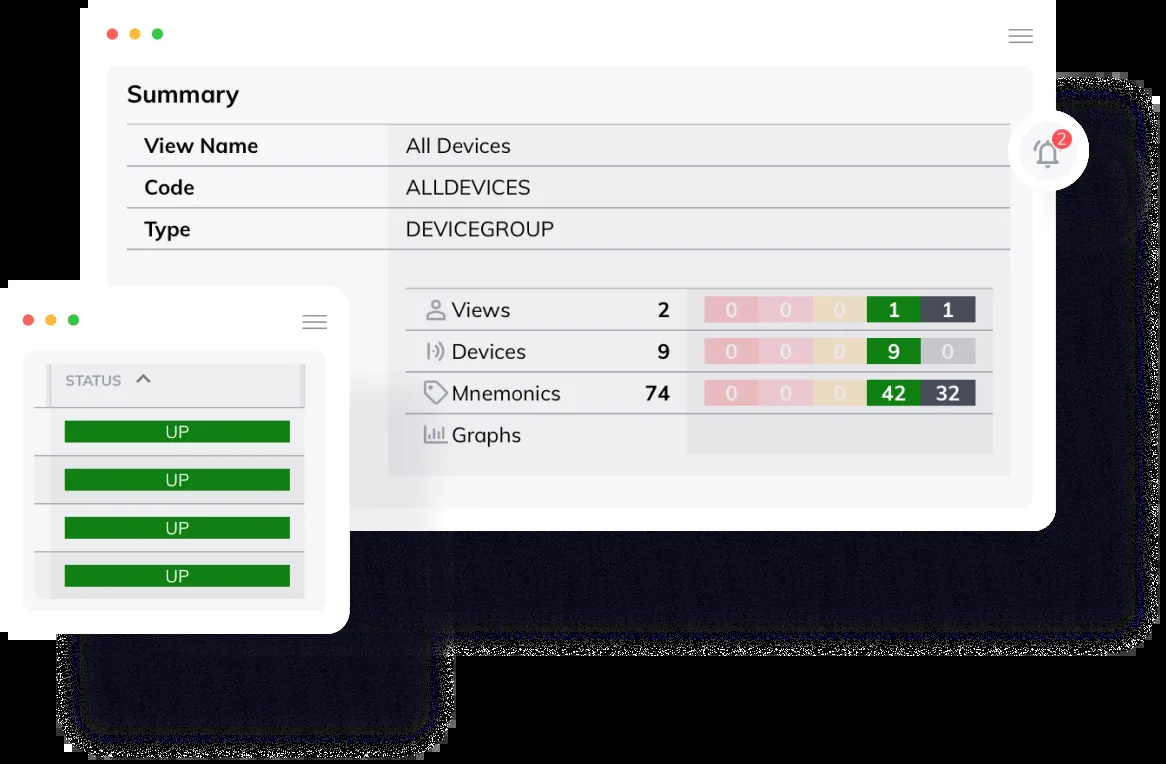 Summary
View Name All Devices
2
Code ALLDEVICES
Type DEVICEGROUP
Views 2 0 0 0 1 1
Devices 9 0 0 0 9 0
Mnemonics 74 0 0 0 42 32
Graphs
STATUS
UP
UP
UP
UP